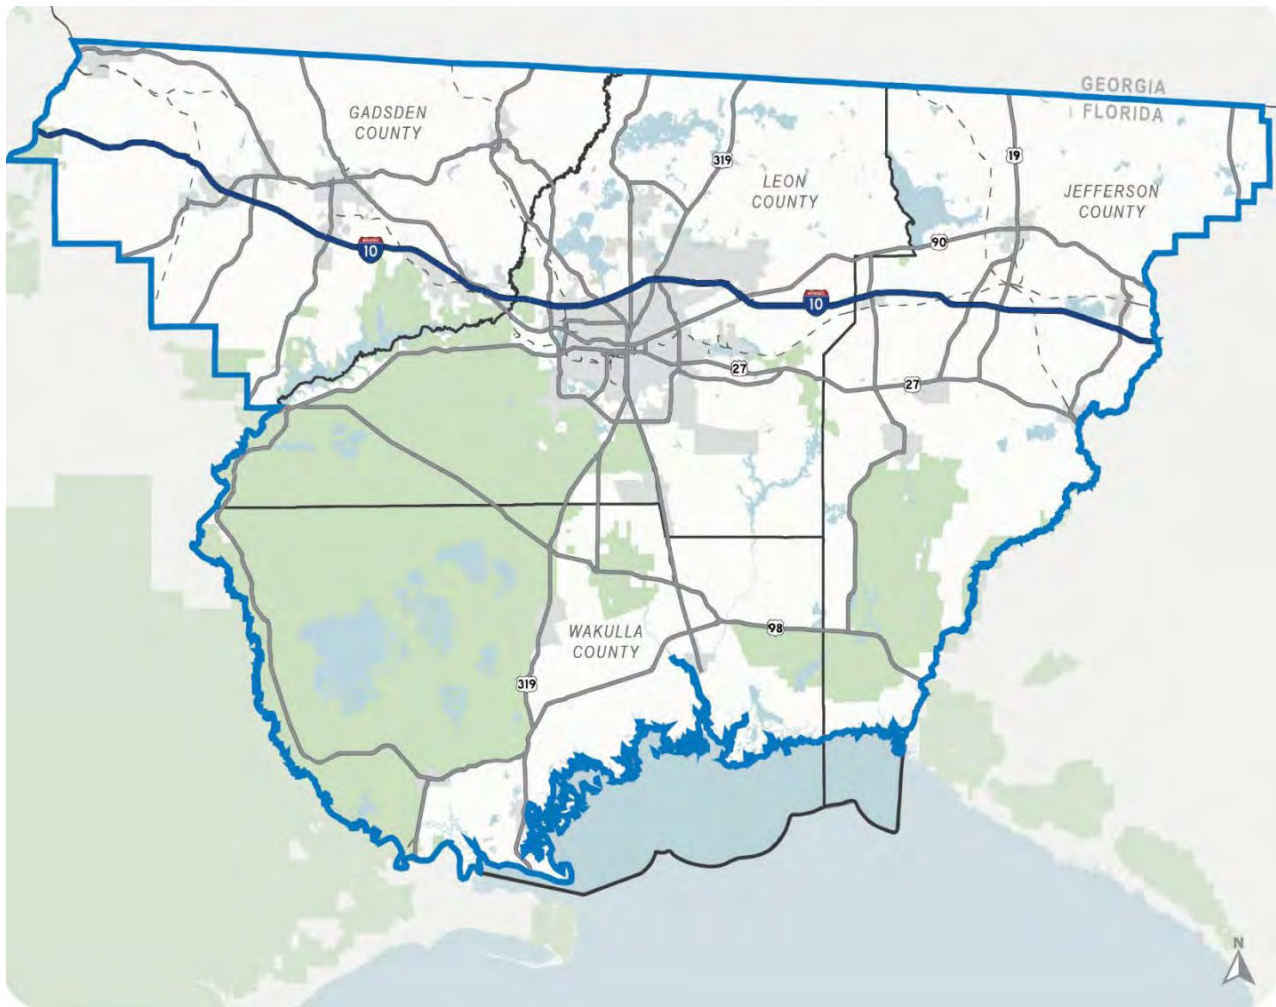 GEORGIA
FLORIDA
GADSDEN
COUNTY
319
19
LEON
COUNTY
JEFFERSON
COUNTY
90
10
10
27
27
WAKULLA
COUNTY
98
319
N